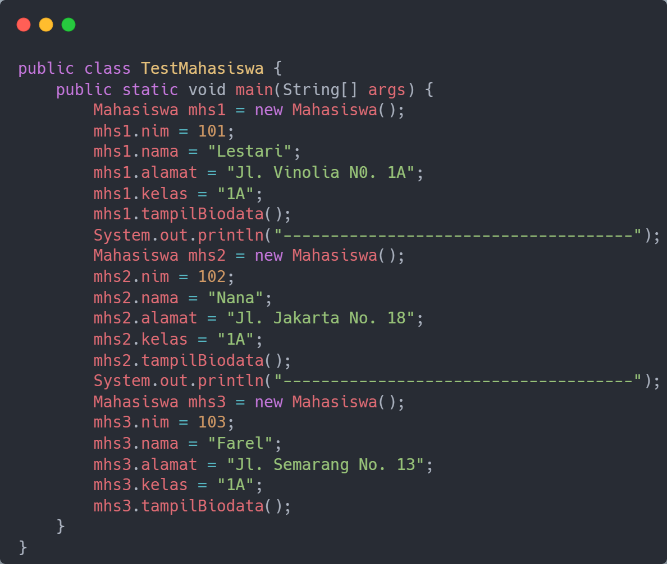 public class TestMahasiswa {
    public static void main(String[] args) {
        Mahasiswa mhs1 = new Mahasiswa();
        mhs1.nim = 101;
        mhs1.nama = "Lestari";
        mhs1.alamat = "Jl. Vinolia N0. 1A";
        mhs1.kelas = "1A";
        mhs1.tampilBiodata();
        System.out.println("-------------------------------------");
        Mahasiswa mhs2 = new Mahasiswa();
        mhs2.nim = 102;
        mhs2.nama = "Nana";
        mhs2.alamat = "Jl. Jakarta No. 18";
        mhs2.kelas = "1A";
        mhs2.tampilBiodata();
        System.out.println("-------------------------------------");
        Mahasiswa mhs3 = new Mahasiswa();
        mhs3.nim = 103;
        mhs3.nama = "Farel";
        mhs3.alamat = "Jl. Semarang No. 13";
        mhs3.kelas = "1A";
        mhs3.tampilBiodata();
    }
}